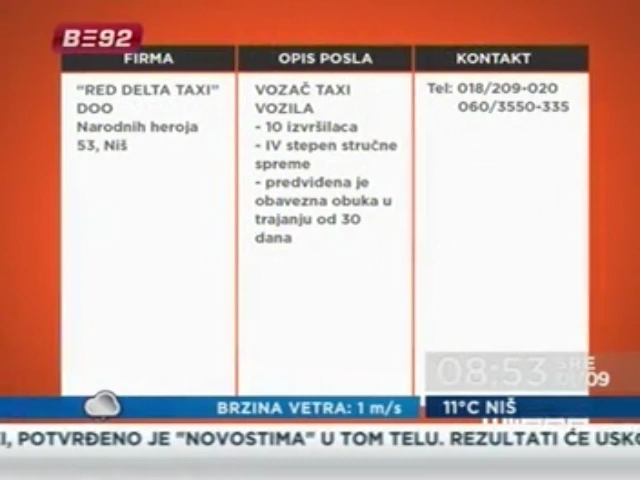 B92
FIRMA
OPIS POSLA
KONTAKT
"RED DELTA TAXI"
DOO
Narodnih heroja
53, Niš
VOZAČ TAXI
VOZILA
- 10 izvršilaca
- IV stepen stručne
spreme
- predviđena je
obavezna obuka u
trajanju od 30
dana
Tel: 018/209-020
060/3550-335
08:53
SRE
BRZINA VETRA: 1 m/s
11°C NIŠ
I, POTVRĐENO JE "NOVOSTIMA" U TOM TELU. REZULTATI ĆE USKO